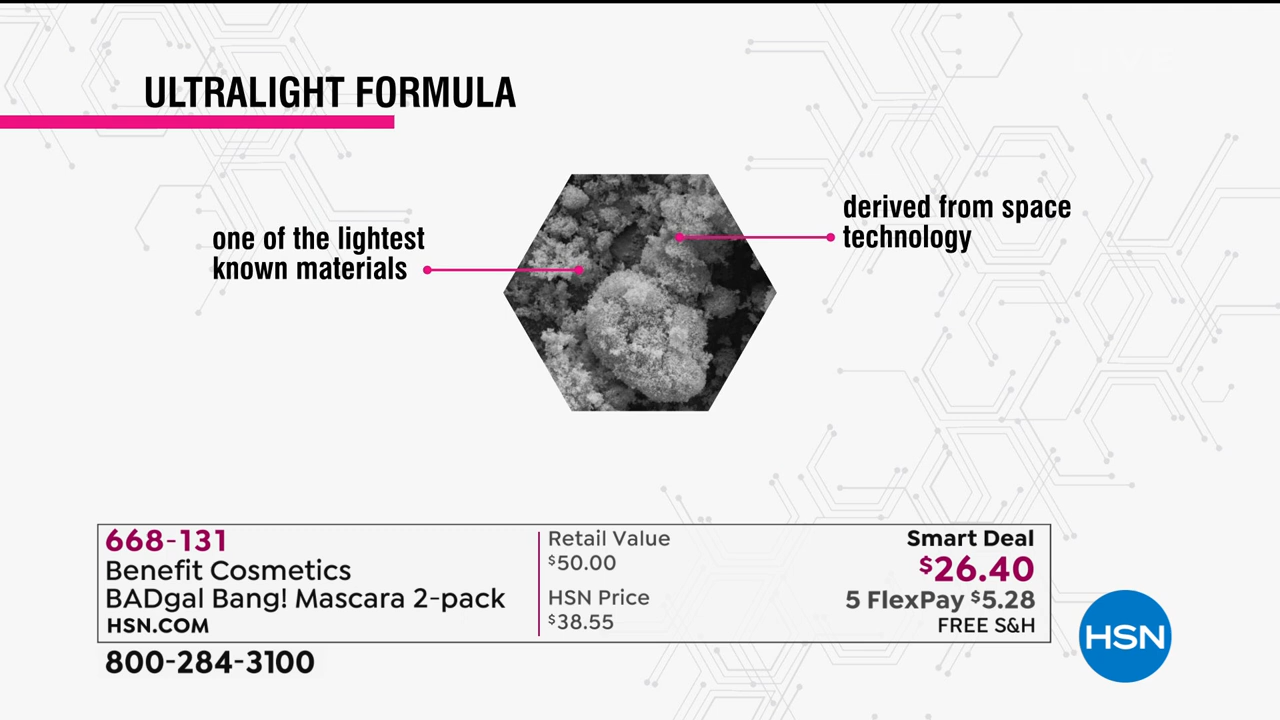 ULTRALIGHT FORMULA
one of the lightest
known materials
derived from space
technology
668-131
Benefit Cosmetics
BADgal Bang! Mascara 2-pack
HSN.COM
Retail Value
$50.00
HSN Price
$38.55
Smart Deal
$26.40
5 FlexPay $5.28
FREE S&H
HSN
800-284-3100